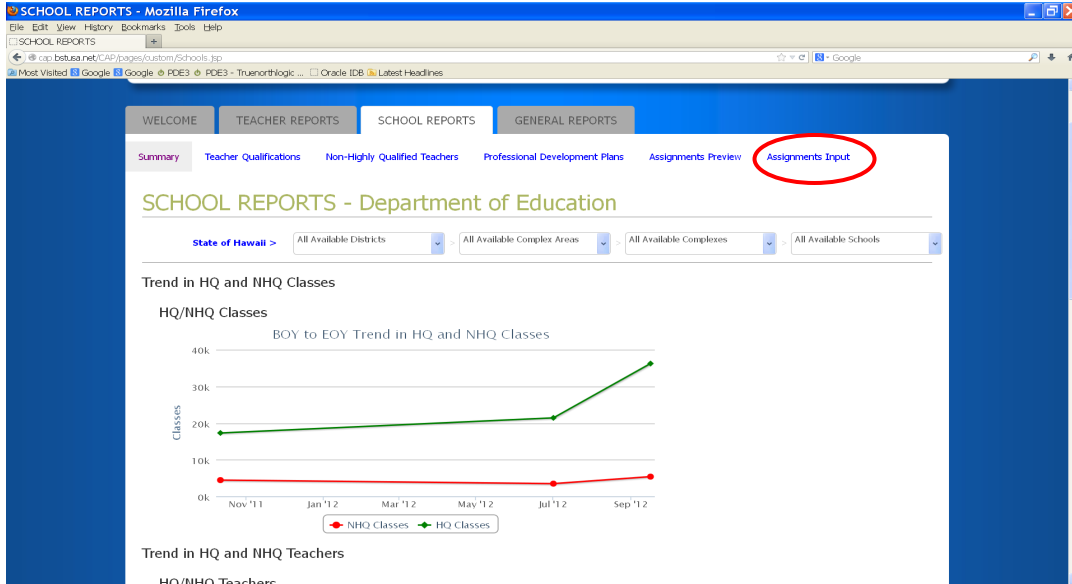 SCHOOL REPORTS - Mozilla Firefox
File Edit View History Bookmarks Tools Help
SCHOOL REPORTS +
cap.bstusa.net/CAP/pages/custom/Schools.jsp Google
Most Visited Google Google PDE3 PDE3 - Truenorthlogic ... Oracle IDB Latest Headlines
WELCOME TEACHER REPORTS SCHOOL REPORTS GENERAL REPORTS
Summary Teacher Qualifications Non-Highly Qualified Teachers Professional Development Plans Assignments Preview Assignments Input
SCHOOL REPORTS - Department of Education
State of Hawaii > All Available Districts > All Available Complex Areas > All Available Complexes > All Available Schools
Trend in HQ and NHQ Classes
HQ/NHQ Classes
BOY to EOY Trend in HQ and NHQ Classes
40k
30k
20k
10k
0k
Classes
Nov '11 Jan '12 Mar '12 May '12 Jul '12 Sep '12
NHQ Classes HQ Classes
Trend in HQ and NHQ Teachers
HQ/NHQ Teachers